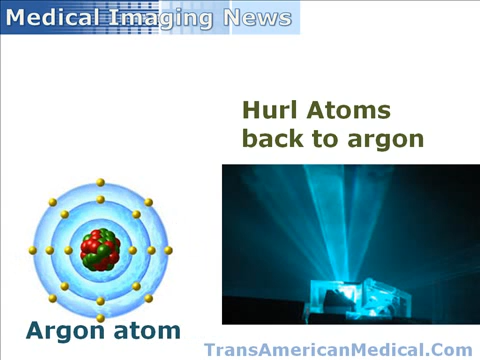 Medical Imaging News
Hurl Atoms
back to argon
Argon atom
TransAmericanMedical.Com